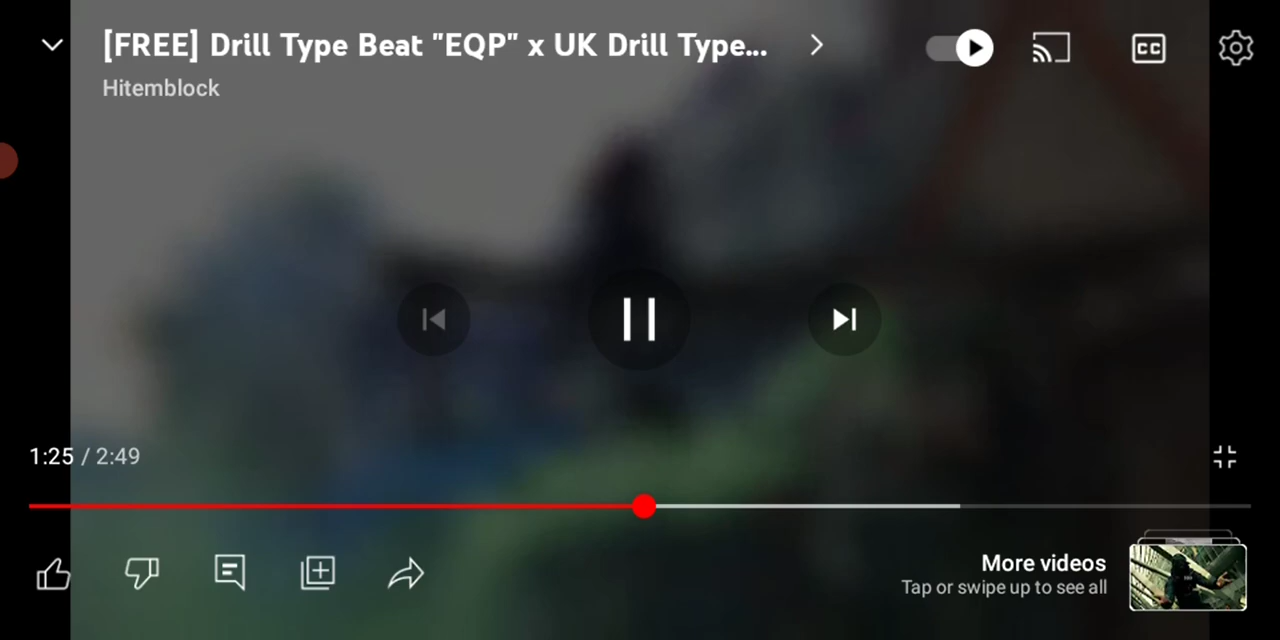 [FREE] Drill Type Beat "EQP" x UK Drill Type...
Hitemblock
CC
1:25 / 2:49
More videos
Tap or swipe up to see all